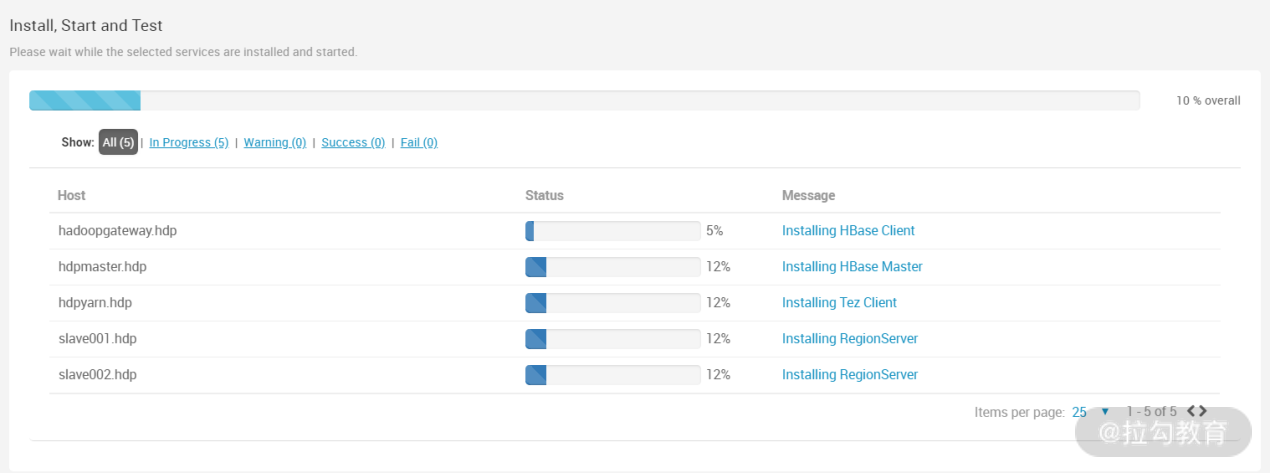 Install, Start and Test
Please wait while the selected services are installed and started.
10 % overall
Show: All (5) | In Progress (5) | Warning (0) | Success (0) | Fail (0)
Host Status Message
hadoopgateway.hdp 5% Installing HBase Client
hdpmaster.hdp 12% Installing HBase Master
hdpyarn.hdp 12% Installing Tez Client
slave001.hdp 12% Installing RegionServer
slave002.hdp 12% Installing RegionServer
Items per page: 25 1 - 5 of 5
@拉勾教育